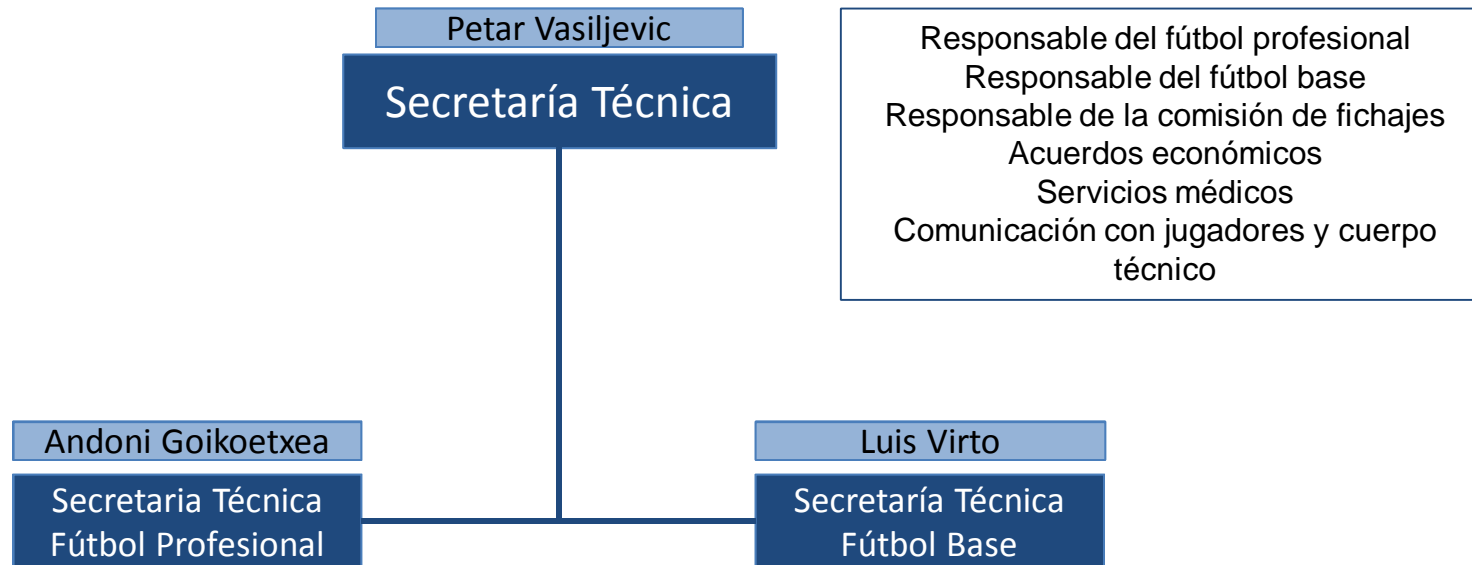 Petar Vasiljevic
Secretaría Técnica
Responsable del fútbol profesional
Responsable del fútbol base
Responsable de la comisión de fichajes
Acuerdos económicos
Servicios médicos
Comunicación con jugadores y cuerpo
técnico
Andoni Goikoetxea
Secretaria Técnica
Fútbol Profesional
Luis Virto
Secretaría Técnica
Fútbol Base